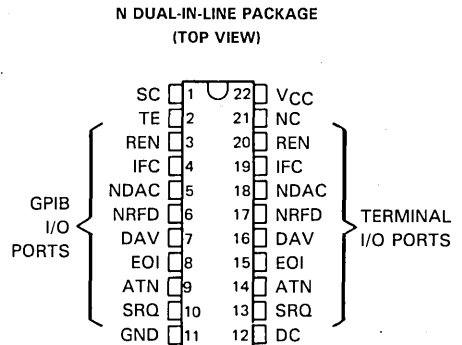 N DUAL-IN-LINE PACKAGE
(TOP VIEW)
SC 1 22 VCC
TE 2 21 NC
REN 3 20 REN
IFC 4 19 IFC
NDAC 5 18 NDAC
NRFD 6 17 NRFD
DAV 7 16 DAV
EOI 8 15 EOI
ATN 9 14 ATN
SRQ 10 13 SRQ
GND 11 12 DC
GPIB
I/O
PORTS
TERMINAL
I/O PORTS